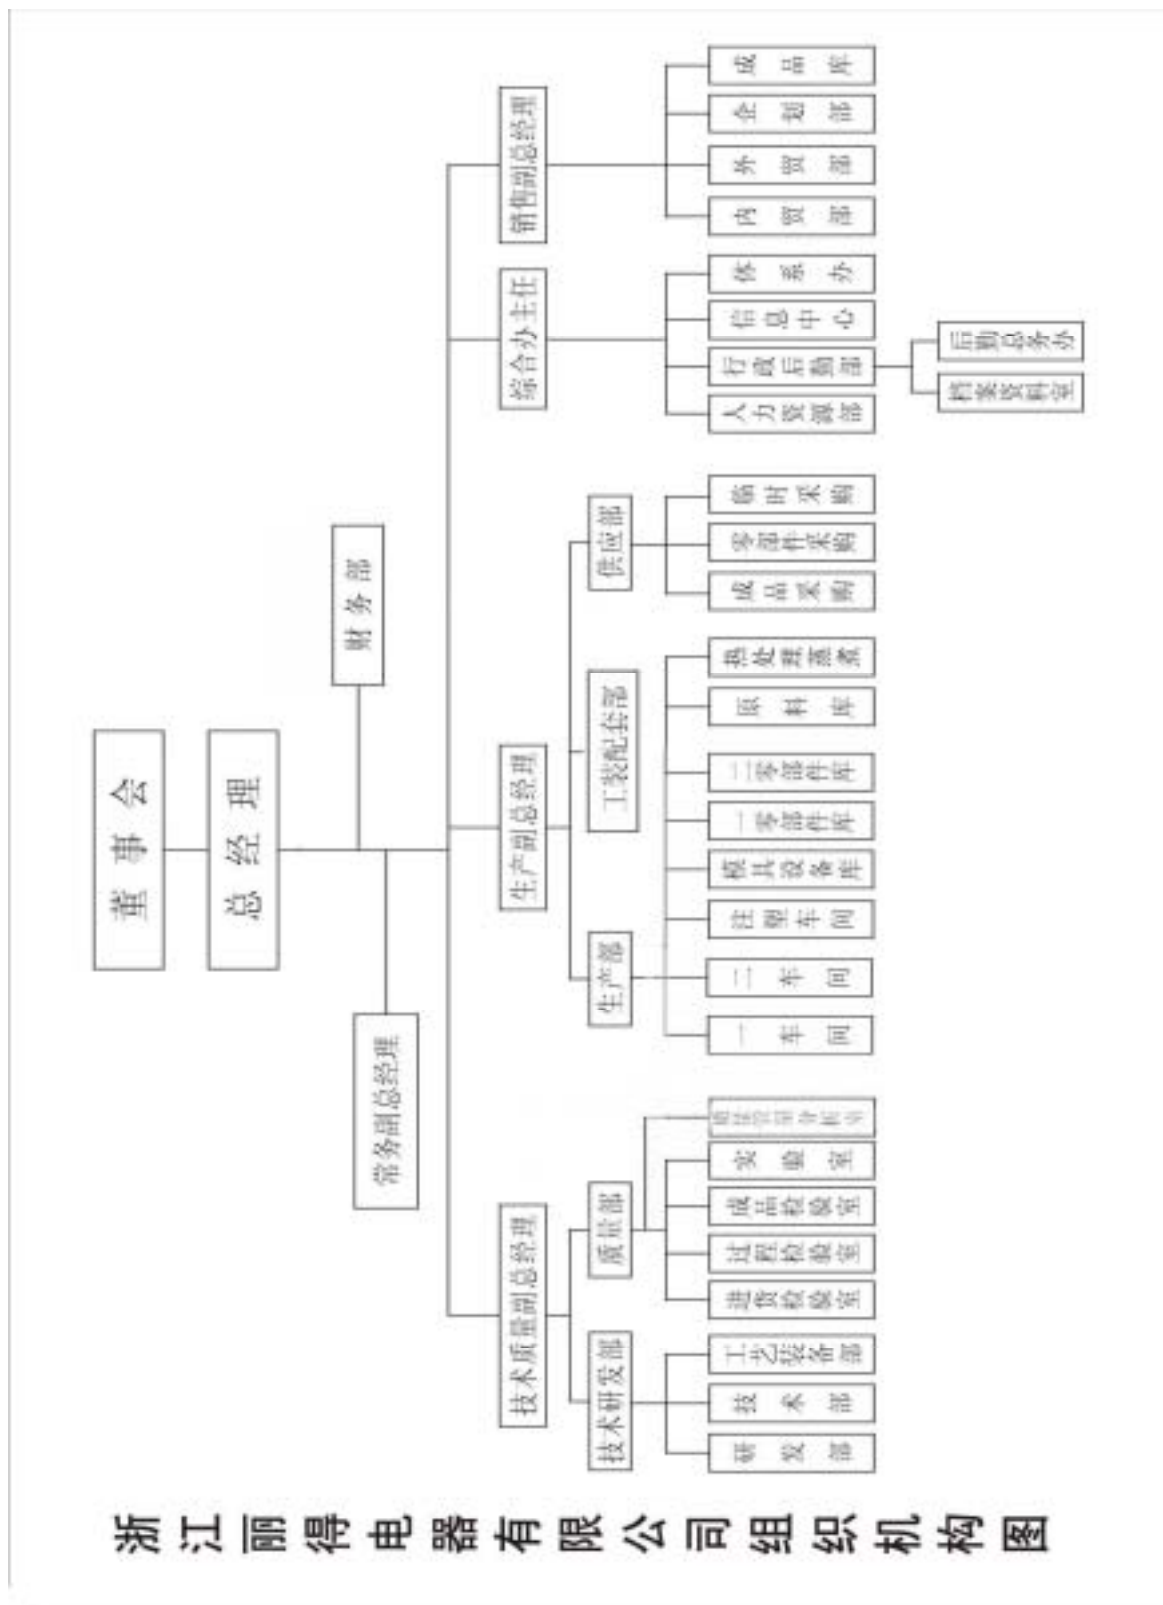 浙江丽得电器有限公司组织机构图
董事会
总经理
财务部
常务副总经理
技术质量副总经理
生产副总经理
综合办主任
销售副总经理
技术研发部
质量部
生产部
工装配套部
供应部
研发部
技术部
工艺装备部
进货检验室
过程检验室
成品检验室
实验室
一车间
二车间
注塑车间
模具设备库
一零部件库
二零部件库
原料库
热处理蒸煮
成品采购
零部件采购
临时采购
人力资源部
行政后勤部
信息中心
体系办
内贸部
外贸部
企划部
成品库
档案资料室
后勤总务办